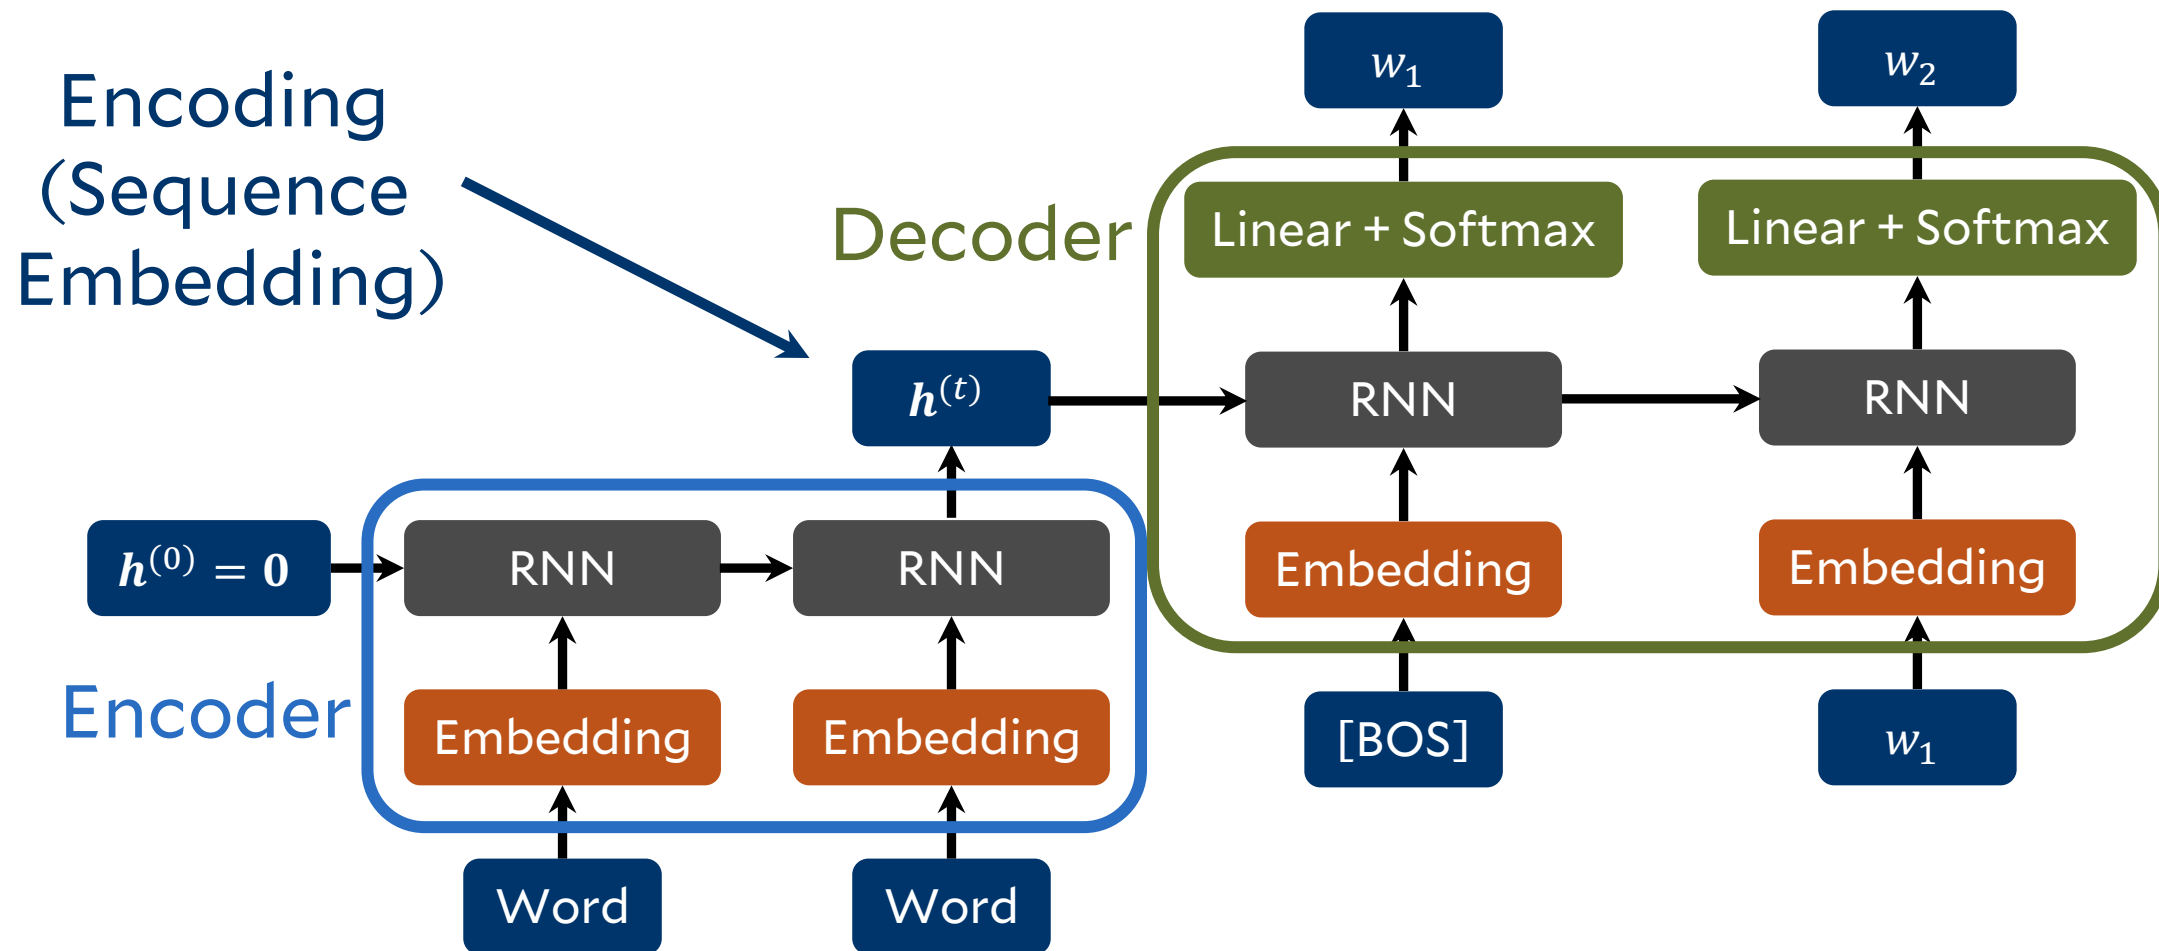 Encoding
(Sequence
Embedding)
w₁
w₂
Decoder
Linear + Softmax
Linear + Softmax
h⁽ᵗ⁾
RNN
RNN
h⁽⁰⁾ = 0
RNN
RNN
Embedding
Embedding
Encoder
Embedding
Embedding
[BOS]
w₁
Word
Word